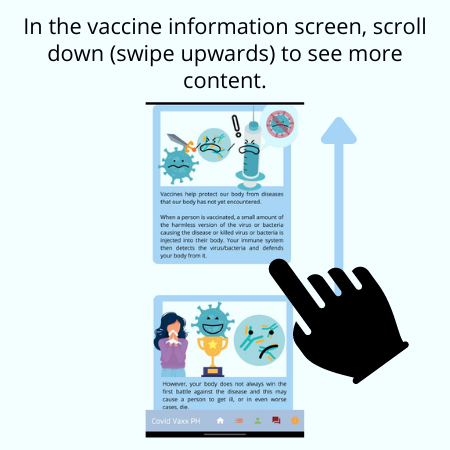 In the vaccine information screen, scroll
down (swipe upwards) to see more
content.
Vaccines help protect our body from diseases
that our body has not yet encountered.
When a person is vaccinated, a small amount of
the harmless version of the virus or bacteria
causing the disease or killed virus or bacteria is
injected into their body. Your immune system
then detects the virus/bacteria and defends
your body from it.
However, your body does not always win the
first battle against the disease and this may
cause a person to get ill, or in even worse
cases, die.
Covid Vaxx PH